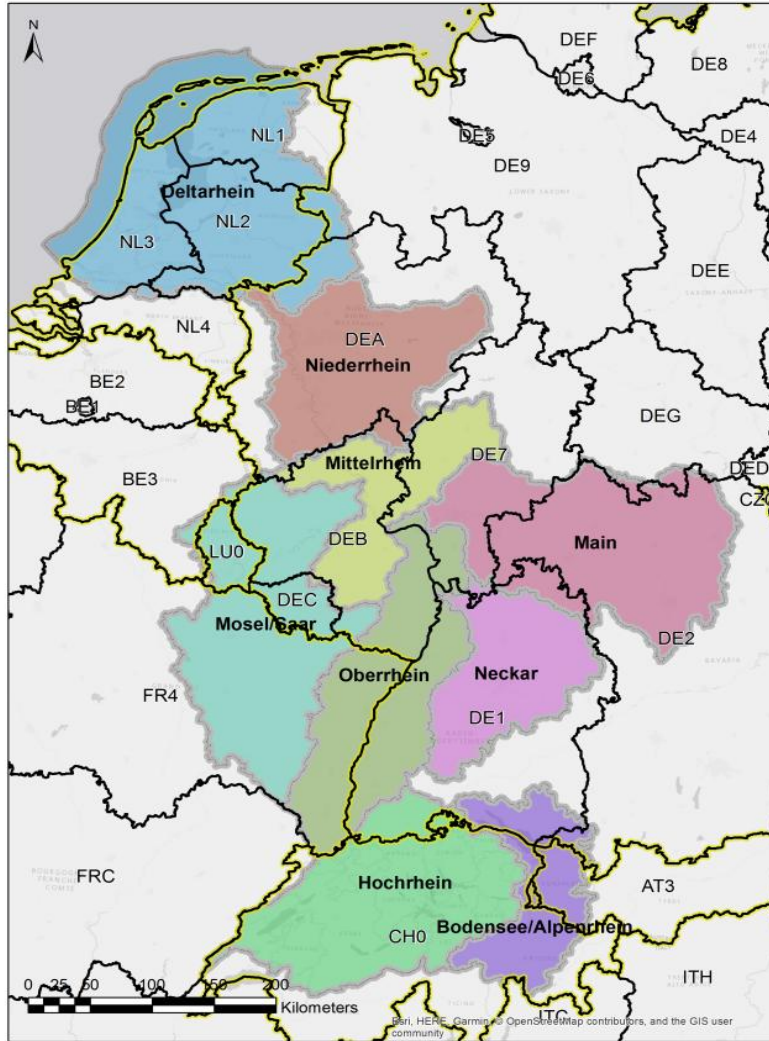 N
DEF
DE8
DE6
NL1
DE5
DE4
DE9
Deltarhein
NL2
NL3
DEE
NL4
DEA
Niederrhein
BE2
BE1
DEG
BE3
Mittelrhein
DE7
DED
CZ0
LU0
DEB
Main
DEC
Mosel/Saar
DE2
FR4
Oberrhein
Neckar
DE1
FRC
Hochrhein
AT3
CH0
Bodensee/Alpenrhein
ITH
0 25 50 100 150 200
Kilometers
ITC
Esri, HERE, Garmin, © OpenStreetMap contributors, and the GIS user
community